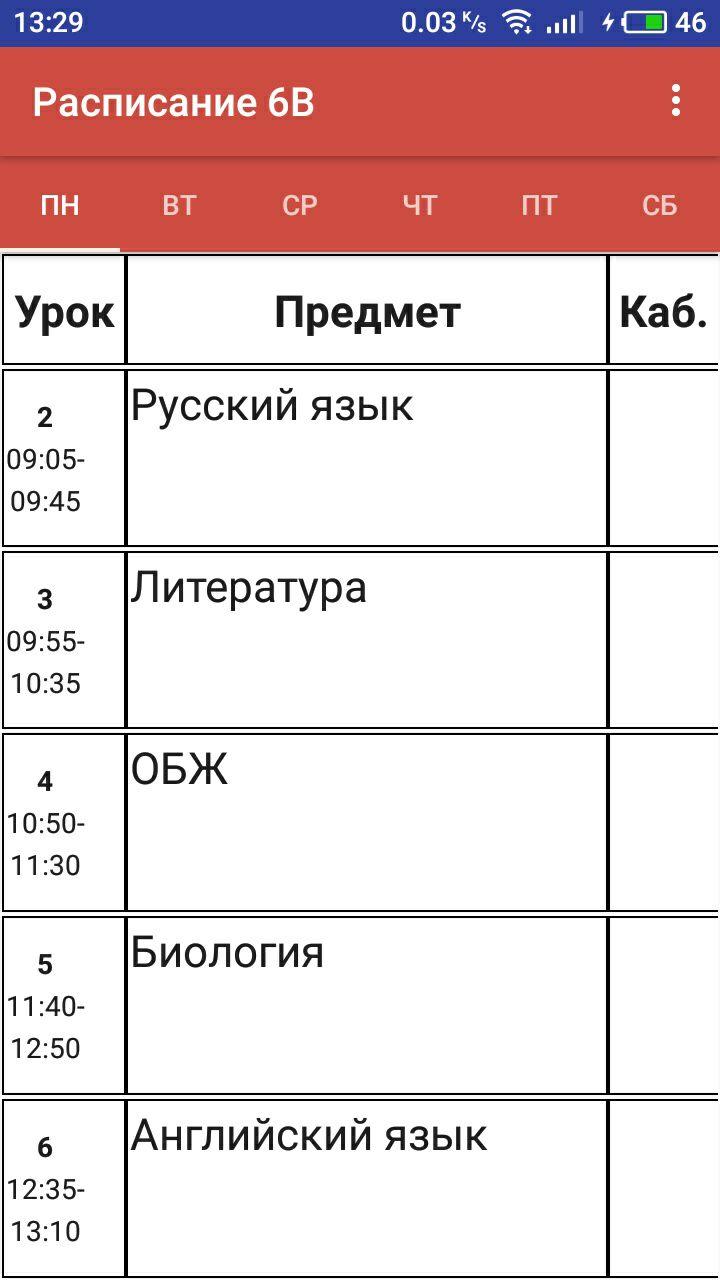 13:29 0.03 K/s 46
Расписание 6В
ПН ВТ СР ЧТ ПТ СБ
Урок Предмет Каб.
2 Русский язык
09:05-
09:45
3 Литература
09:55-
10:35
4 ОБЖ
10:50-
11:30
5 Биология
11:40-
12:50
6 Английский язык
12:35-
13:10